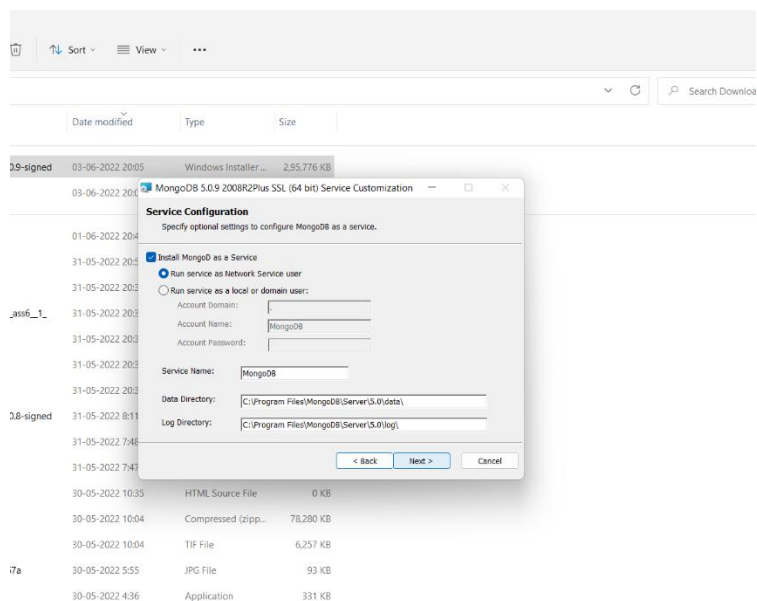 Sort View ...
Search Downloa
Date modified Type Size
0.9-signed 03-06-2022 20:05 Windows Installer ... 2,95,776 KB
03-06-2022 20:0
MongoDB 5.0.9 2008R2Plus SSL (64 bit) Service Customization
Service Configuration
Specify optional settings to configure MongoDB as a service.
01-06-2022 20:4
Install MongoD as a Service
31-05-2022 20:5
Run service as Network Service user
31-05-2022 20:3
Run service as a local or domain user:
Account Domain: .
_ass6__1_ 31-05-2022 20:3
Account Name: MongoDB
31-05-2022 20:3
Account Password:
31-05-2022 20:3
Service Name: MongoDB
31-05-2022 20:3
Data Directory: C:\Program Files\MongoDB\Server\5.0\data\
0.8-signed 31-05-2022 8:11
Log Directory: C:\Program Files\MongoDB\Server\5.0\log\
31-05-2022 7:48
< Back Next > Cancel
31-05-2022 7:47
30-05-2022 10:35 HTML Source File 0 KB
30-05-2022 10:04 Compressed (zipp... 78,280 KB
30-05-2022 10:04 TIF File 6,257 KB
57a 30-05-2022 5:55 JPG File 93 KB
30-05-2022 4:36 Application 331 KB